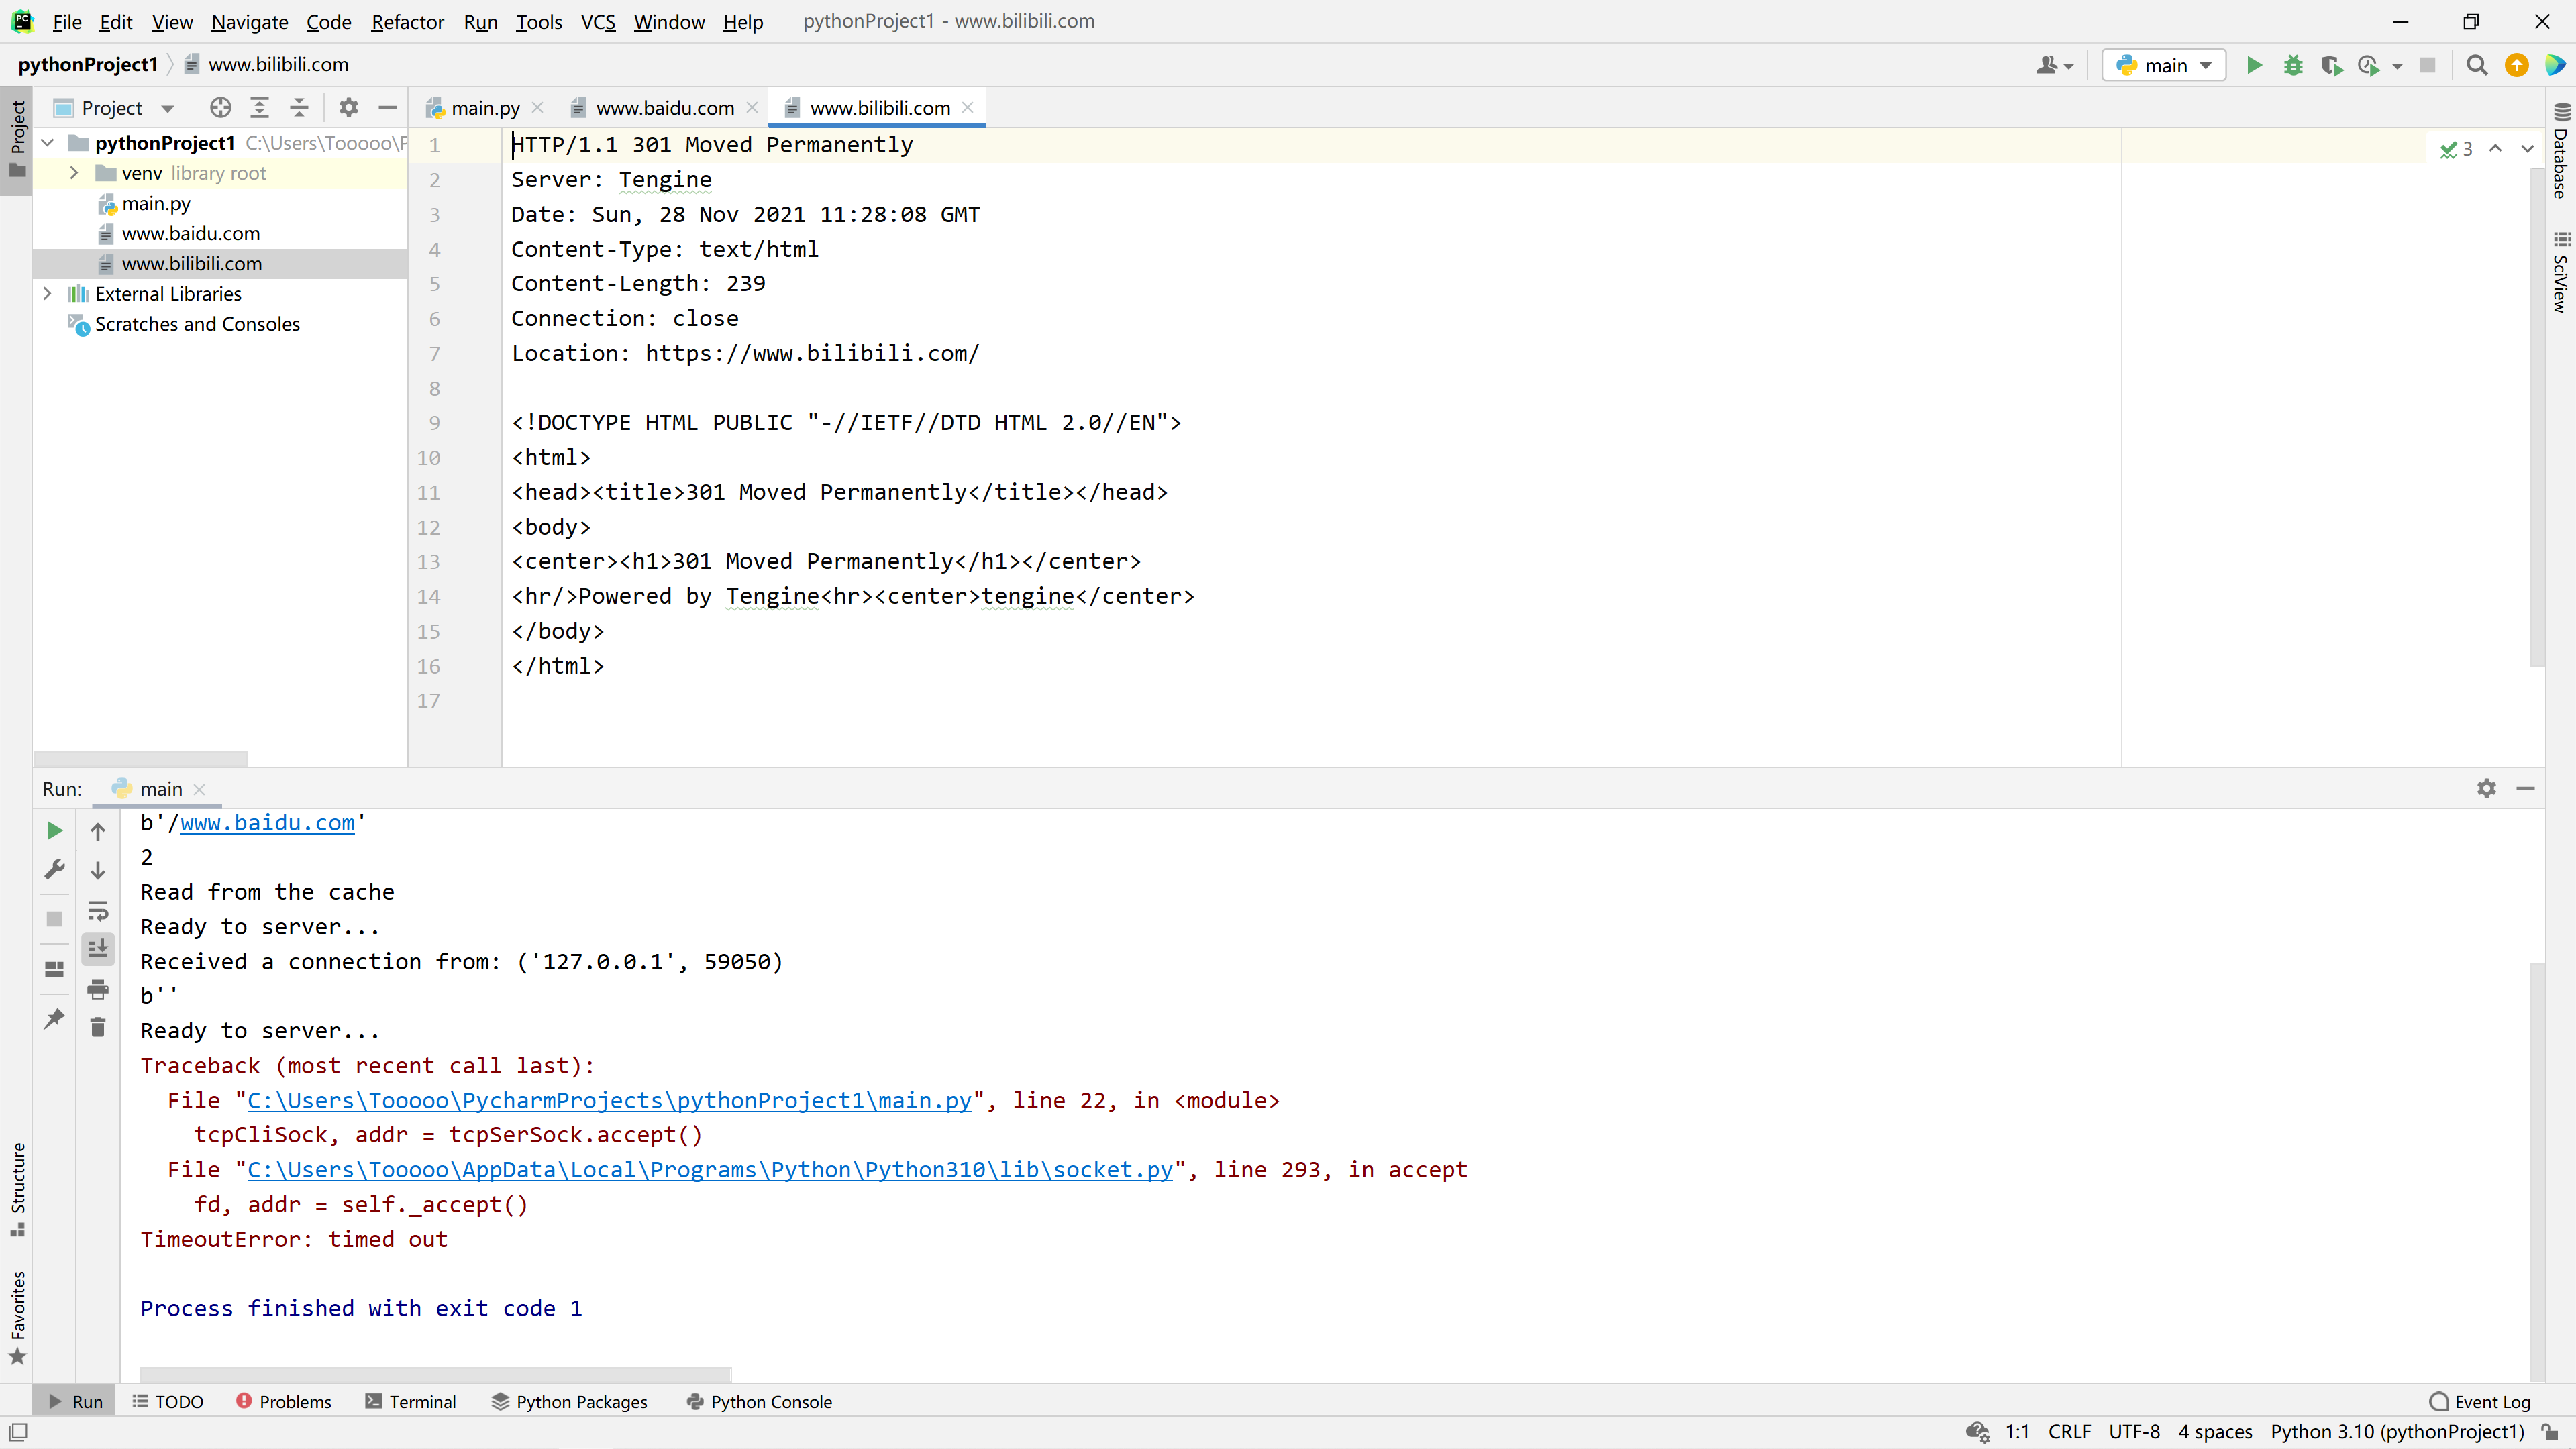 File Edit View Navigate Code Refactor Run Tools VCS Window Help pythonProject1 - www.bilibili.com
pythonProject1 www.bilibili.com
main
Project
main.py
www.baidu.com
www.bilibili.com
pythonProject1 C:\Users\Tooooo\P
venv library root
main.py
www.baidu.com
www.bilibili.com
External Libraries
Scratches and Consoles
Project
Structure
Favorites
Database
SciView
3
1 HTTP/1.1 301 Moved Permanently
2 Server: Tengine
3 Date: Sun, 28 Nov 2021 11:28:08 GMT
4 Content-Type: text/html
5 Content-Length: 239
6 Connection: close
7 Location: https://www.bilibili.com/
8
9 <!DOCTYPE HTML PUBLIC "-//IETF//DTD HTML 2.0//EN">
10 <html>
11 <head><title>301 Moved Permanently</title></head>
12 <body>
13 <center><h1>301 Moved Permanently</h1></center>
14 <hr/>Powered by Tengine<hr><center>tengine</center>
15 </body>
16 </html>
17
Run: main
b'/www.baidu.com'
2
Read from the cache
Ready to server...
Received a connection from: ('127.0.0.1', 59050)
b''
Ready to server...
Traceback (most recent call last):
File "C:\Users\Tooooo\PycharmProjects\pythonProject1\main.py", line 22, in <module>
tcpCliSock, addr = tcpSerSock.accept()
File "C:\Users\Tooooo\AppData\Local\Programs\Python\Python310\lib\socket.py", line 293, in accept
fd, addr = self._accept()
TimeoutError: timed out
Process finished with exit code 1
Run TODO Problems Terminal Python Packages Python Console Event Log
1:1 CRLF UTF-8 4 spaces Python 3.10 (pythonProject1)